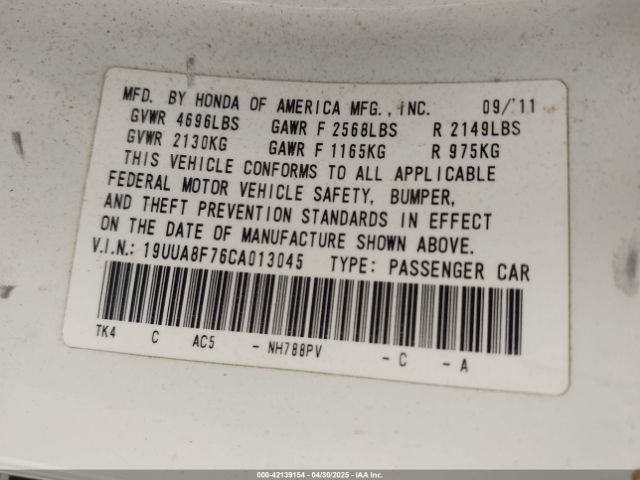 MFD. BY HONDA OF AMERICA MFG., INC. 09/'11
GVWR 4696LBS GAWR F 2568LBS R 2149LBS
GVWR 2130KG GAWR F 1165KG R 975KG
THIS VEHICLE CONFORMS TO ALL APPLICABLE
FEDERAL MOTOR VEHICLE SAFETY, BUMPER,
AND THEFT PREVENTION STANDARDS IN EFFECT
ON THE DATE OF MANUFACTURE SHOWN ABOVE.
V.I.N.: 19UUA8F76CA013045 TYPE: PASSENGER CAR
TK4 C AC5 - NH788PV - C - A
000-42139154 - 04/30/2025 - IAA Inc.